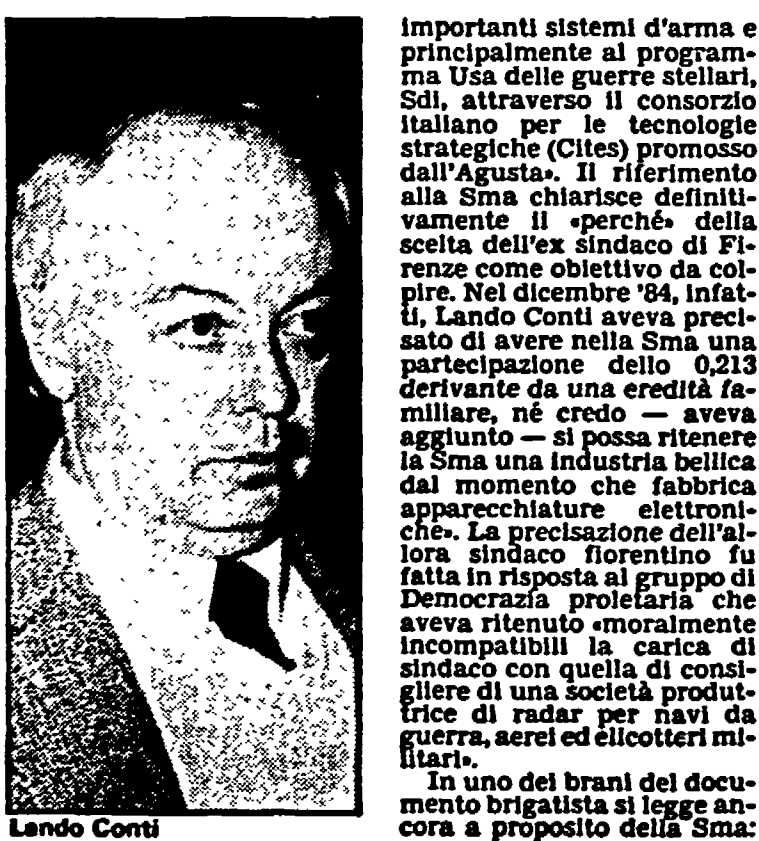 importanti sistemi d'arma e
principalmente al program-
ma Usa delle guerre stellari,
Sdi, attraverso il consorzio
italiano per le tecnologie
strategiche (Cites) promosso
dall'Agusta». Il riferimento
alla Sma chiarisce definiti-
vamente il «perché» della
scelta dell'ex sindaco di Fi-
renze come obiettivo da col-
pire. Nel dicembre '84, infat-
ti, Lando Conti aveva preci-
sato di avere nella Sma una
partecipazione dello 0,213
derivante da una eredità fa-
miliare, né credo — aveva
aggiunto — si possa ritenere
la Sma una industria bellica
dal momento che fabbrica
apparecchiature elettroni-
che». La precisazione dell'al-
lora sindaco fiorentino fu
fatta in risposta al gruppo di
Democrazia proletaria che
aveva ritenuto «moralmente
incompatibili la carica di
sindaco con quella di consi-
gliere di una società produt-
trice di radar per navi da
guerra, aerei ed elicotteri mi-
litari».
In uno dei brani del docu-
mento brigatista si legge an-
cora a proposito della Sma:
Lando Conti